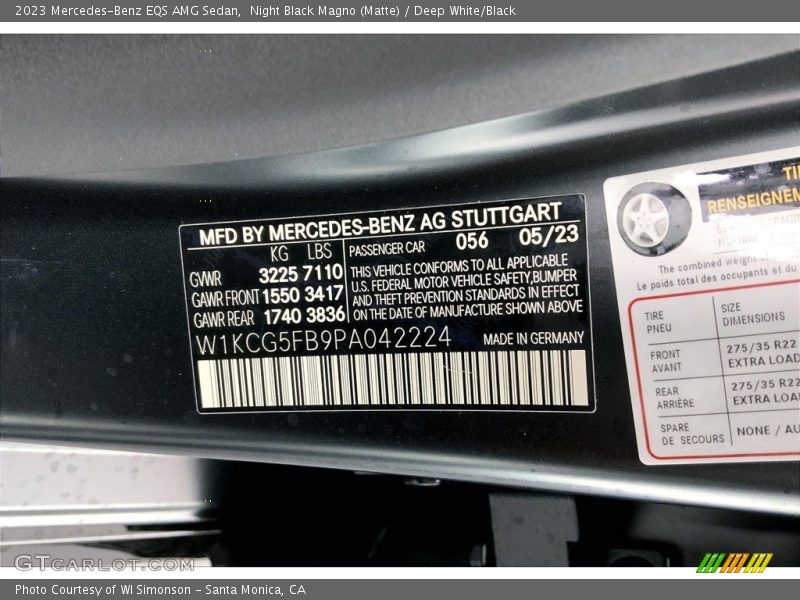 2023 Mercedes-Benz EQS AMG Sedan,  Night Black Magno (Matte) / Deep White/Black
MFD BY MERCEDES-BENZ AG STUTTGART
KG LBS PASSENGER CAR 056 05/23
GWR 3225 7110
GAWR FRONT 1550 3417
GAWR REAR 1740 3836
THIS VEHICLE CONFORMS TO ALL APPLICABLE
U.S. FEDERAL MOTOR VEHICLE SAFETY, BUMPER
AND THEFT PREVENTION STANDARDS IN EFFECT
ON THE DATE OF MANUFACTURE SHOWN ABOVE
W1KCG5FB9PA042224 MADE IN GERMANY
RENSEIGNEM
The combined weight of
Le poids total des occupants et du
TIRE
PNEU
SIZE
DIMENSIONS
FRONT
AVANT
275/35 R22
EXTRA LOAD
REAR
ARRIÈRE
275/35 R22
EXTRA LOA
SPARE
DE SECOURS
NONE / AU
GTCARLOT.COM
Photo Courtesy of WI Simonson - Santa Monica, CA